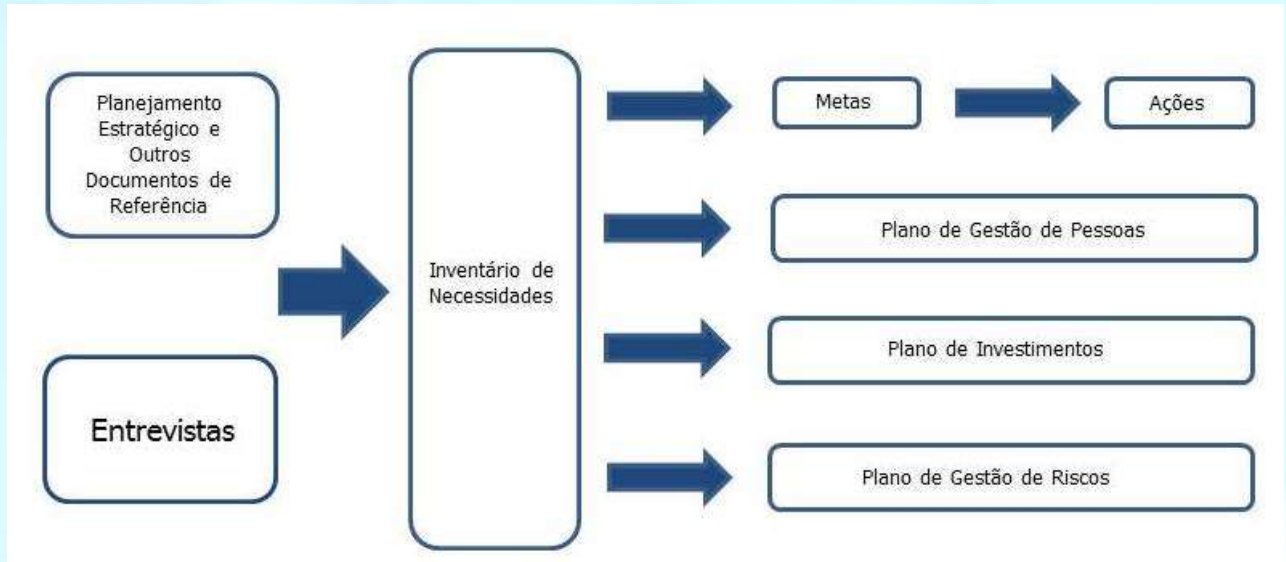 Planejamento
Estratégico e
Outros
Documentos de
Referência
Entrevistas
Inventário de
Necessidades
Metas
Ações
Plano de Gestão de Pessoas
Plano de Investimentos
Plano de Gestão de Riscos